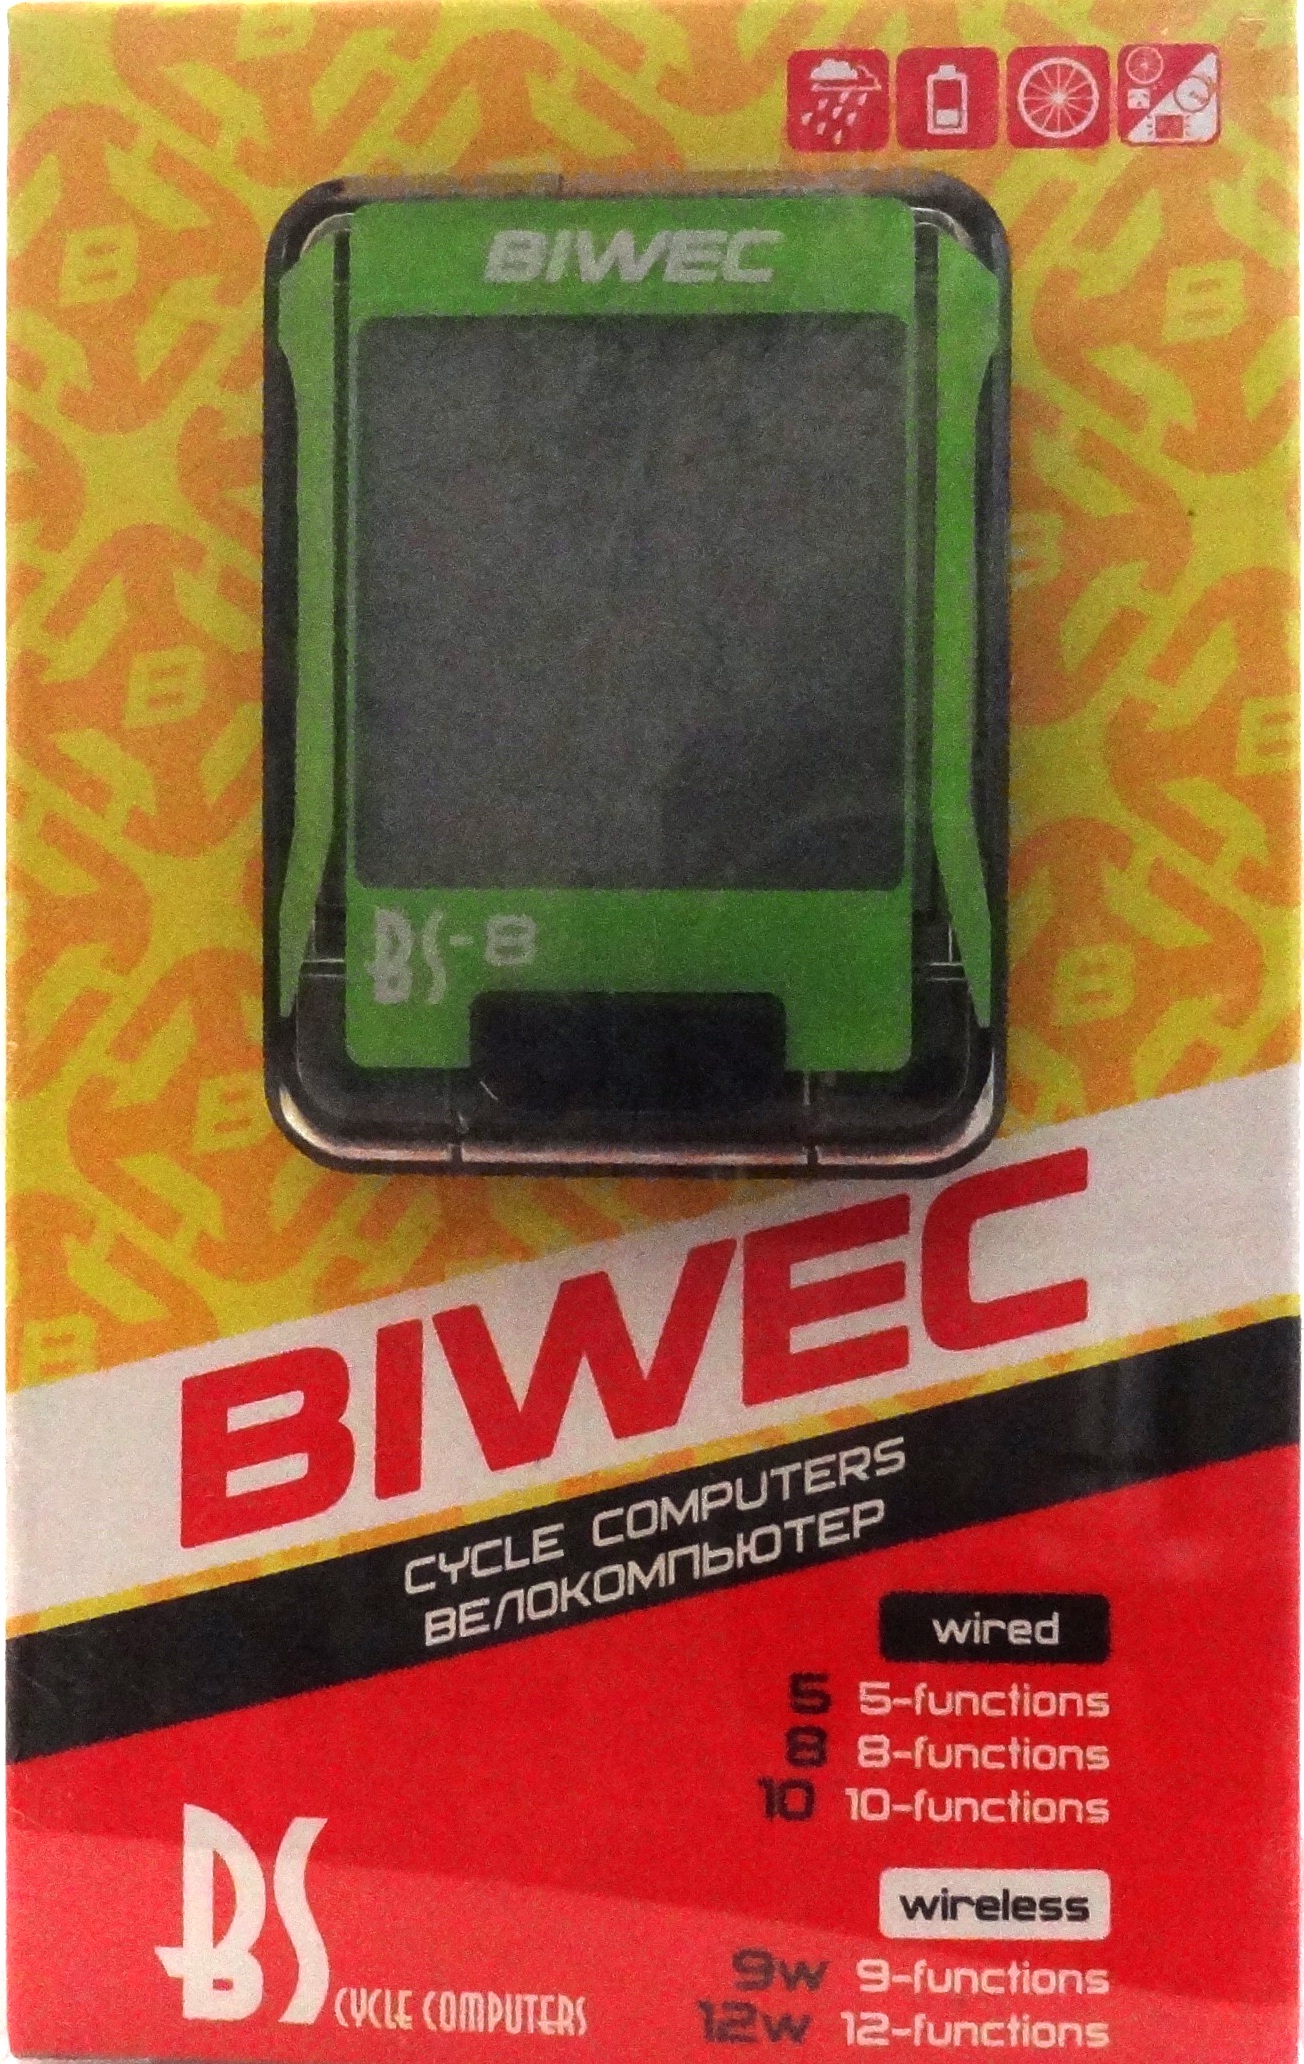 BIWEC
BS-8
BIWEC
CYCLE COMPUTERS
ВЕЛОКОМПЬЮТЕР
wired
5 5-functions
8 8-functions
10 10-functions
wireless
9w 9-functions
12w 12-functions
BS CYCLE COMPUTERS